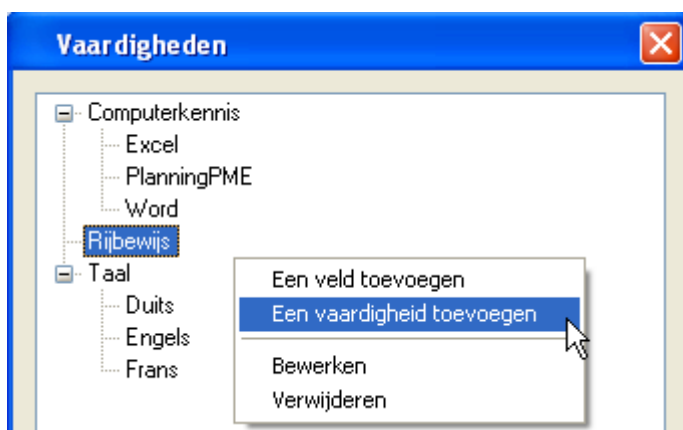 Vaardigheden
Computerkennis
Excel
PlanningPME
Word
Rijbewijs
Taal
Duits
Engels
Frans
Een veld toevoegen
Een vaardigheid toevoegen
Bewerken
Verwijderen